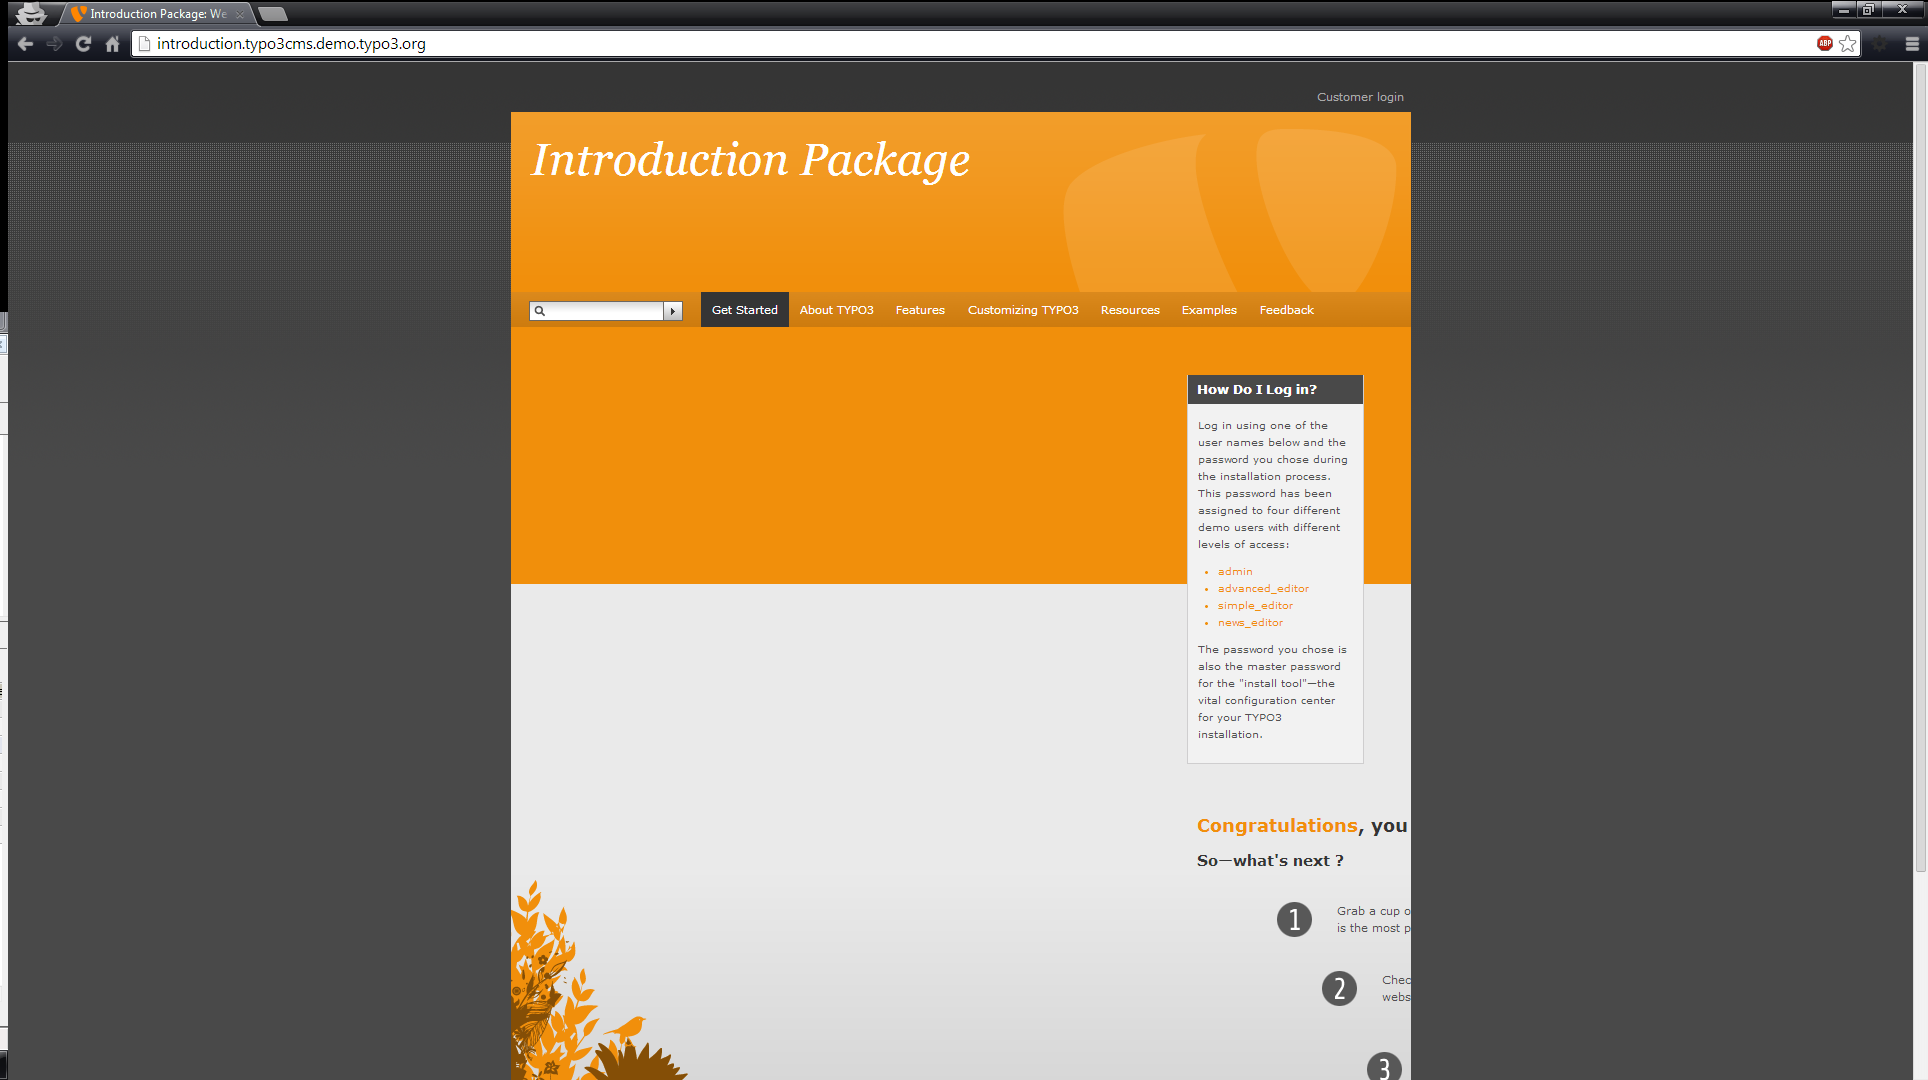 Introduction Package: We
introduction.typo3cms.demo.typo3.org
ABP
Customer login
Introduction Package
Get Started About TYPO3 Features Customizing TYPO3 Resources Examples Feedback
How Do I Log in?
Log in using one of the
user names below and the
password you chose during
the installation process.
This password has been
assigned to four different
demo users with different
levels of access:
admin
advanced_editor
simple_editor
news_editor
The password you chose is
also the master password
for the "install tool"—the
vital configuration center
for your TYPO3
installation.
Congratulations, you
So—what's next ?
1 Grab a cup o
is the most p
2 Chec
webs
3